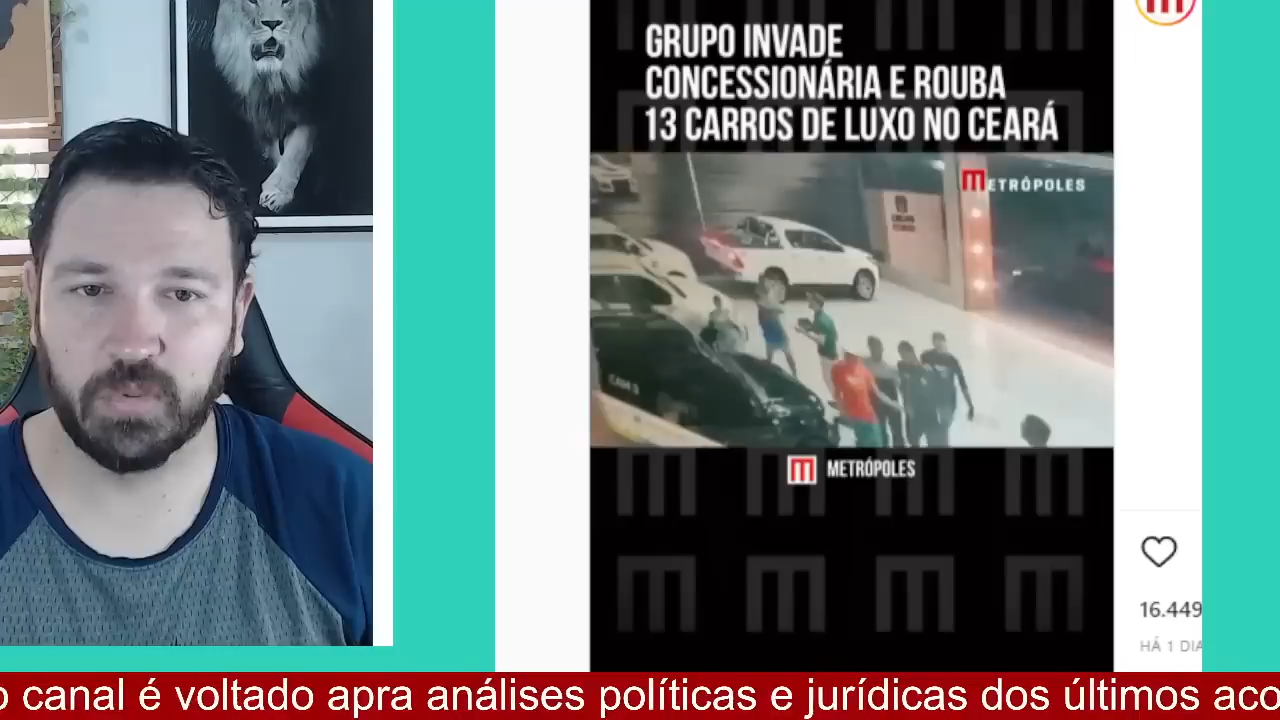 GRUPO INVADE
CONCESSIONÁRIA E ROUBA
13 CARROS DE LUXO NO CEARÁ
METRÓPOLES
METRÓPOLES
16.449
HÁ 1 DIA
o canal é voltado apra análises políticas e jurídicas dos últimos aco